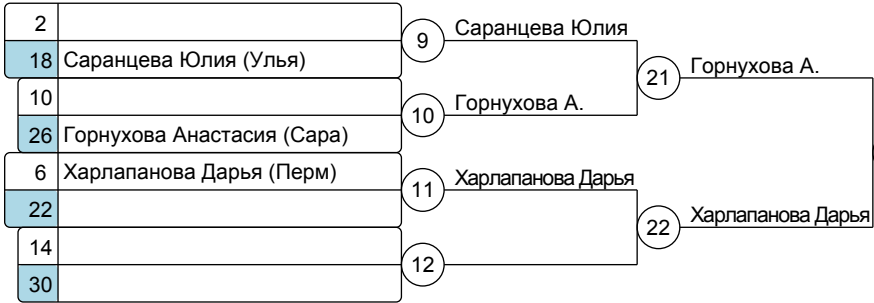 2
9
Саранцева Юлия
18 Саранцева Юлия (Улья)
21
Горнухова А.
10
10
Горнухова А.
26 Горнухова Анастасия (Сара)
6 Харлапанова Дарья (Перм)
11
Харлапанова Дарья
22
22
Харлапанова Дарья
14
12
30